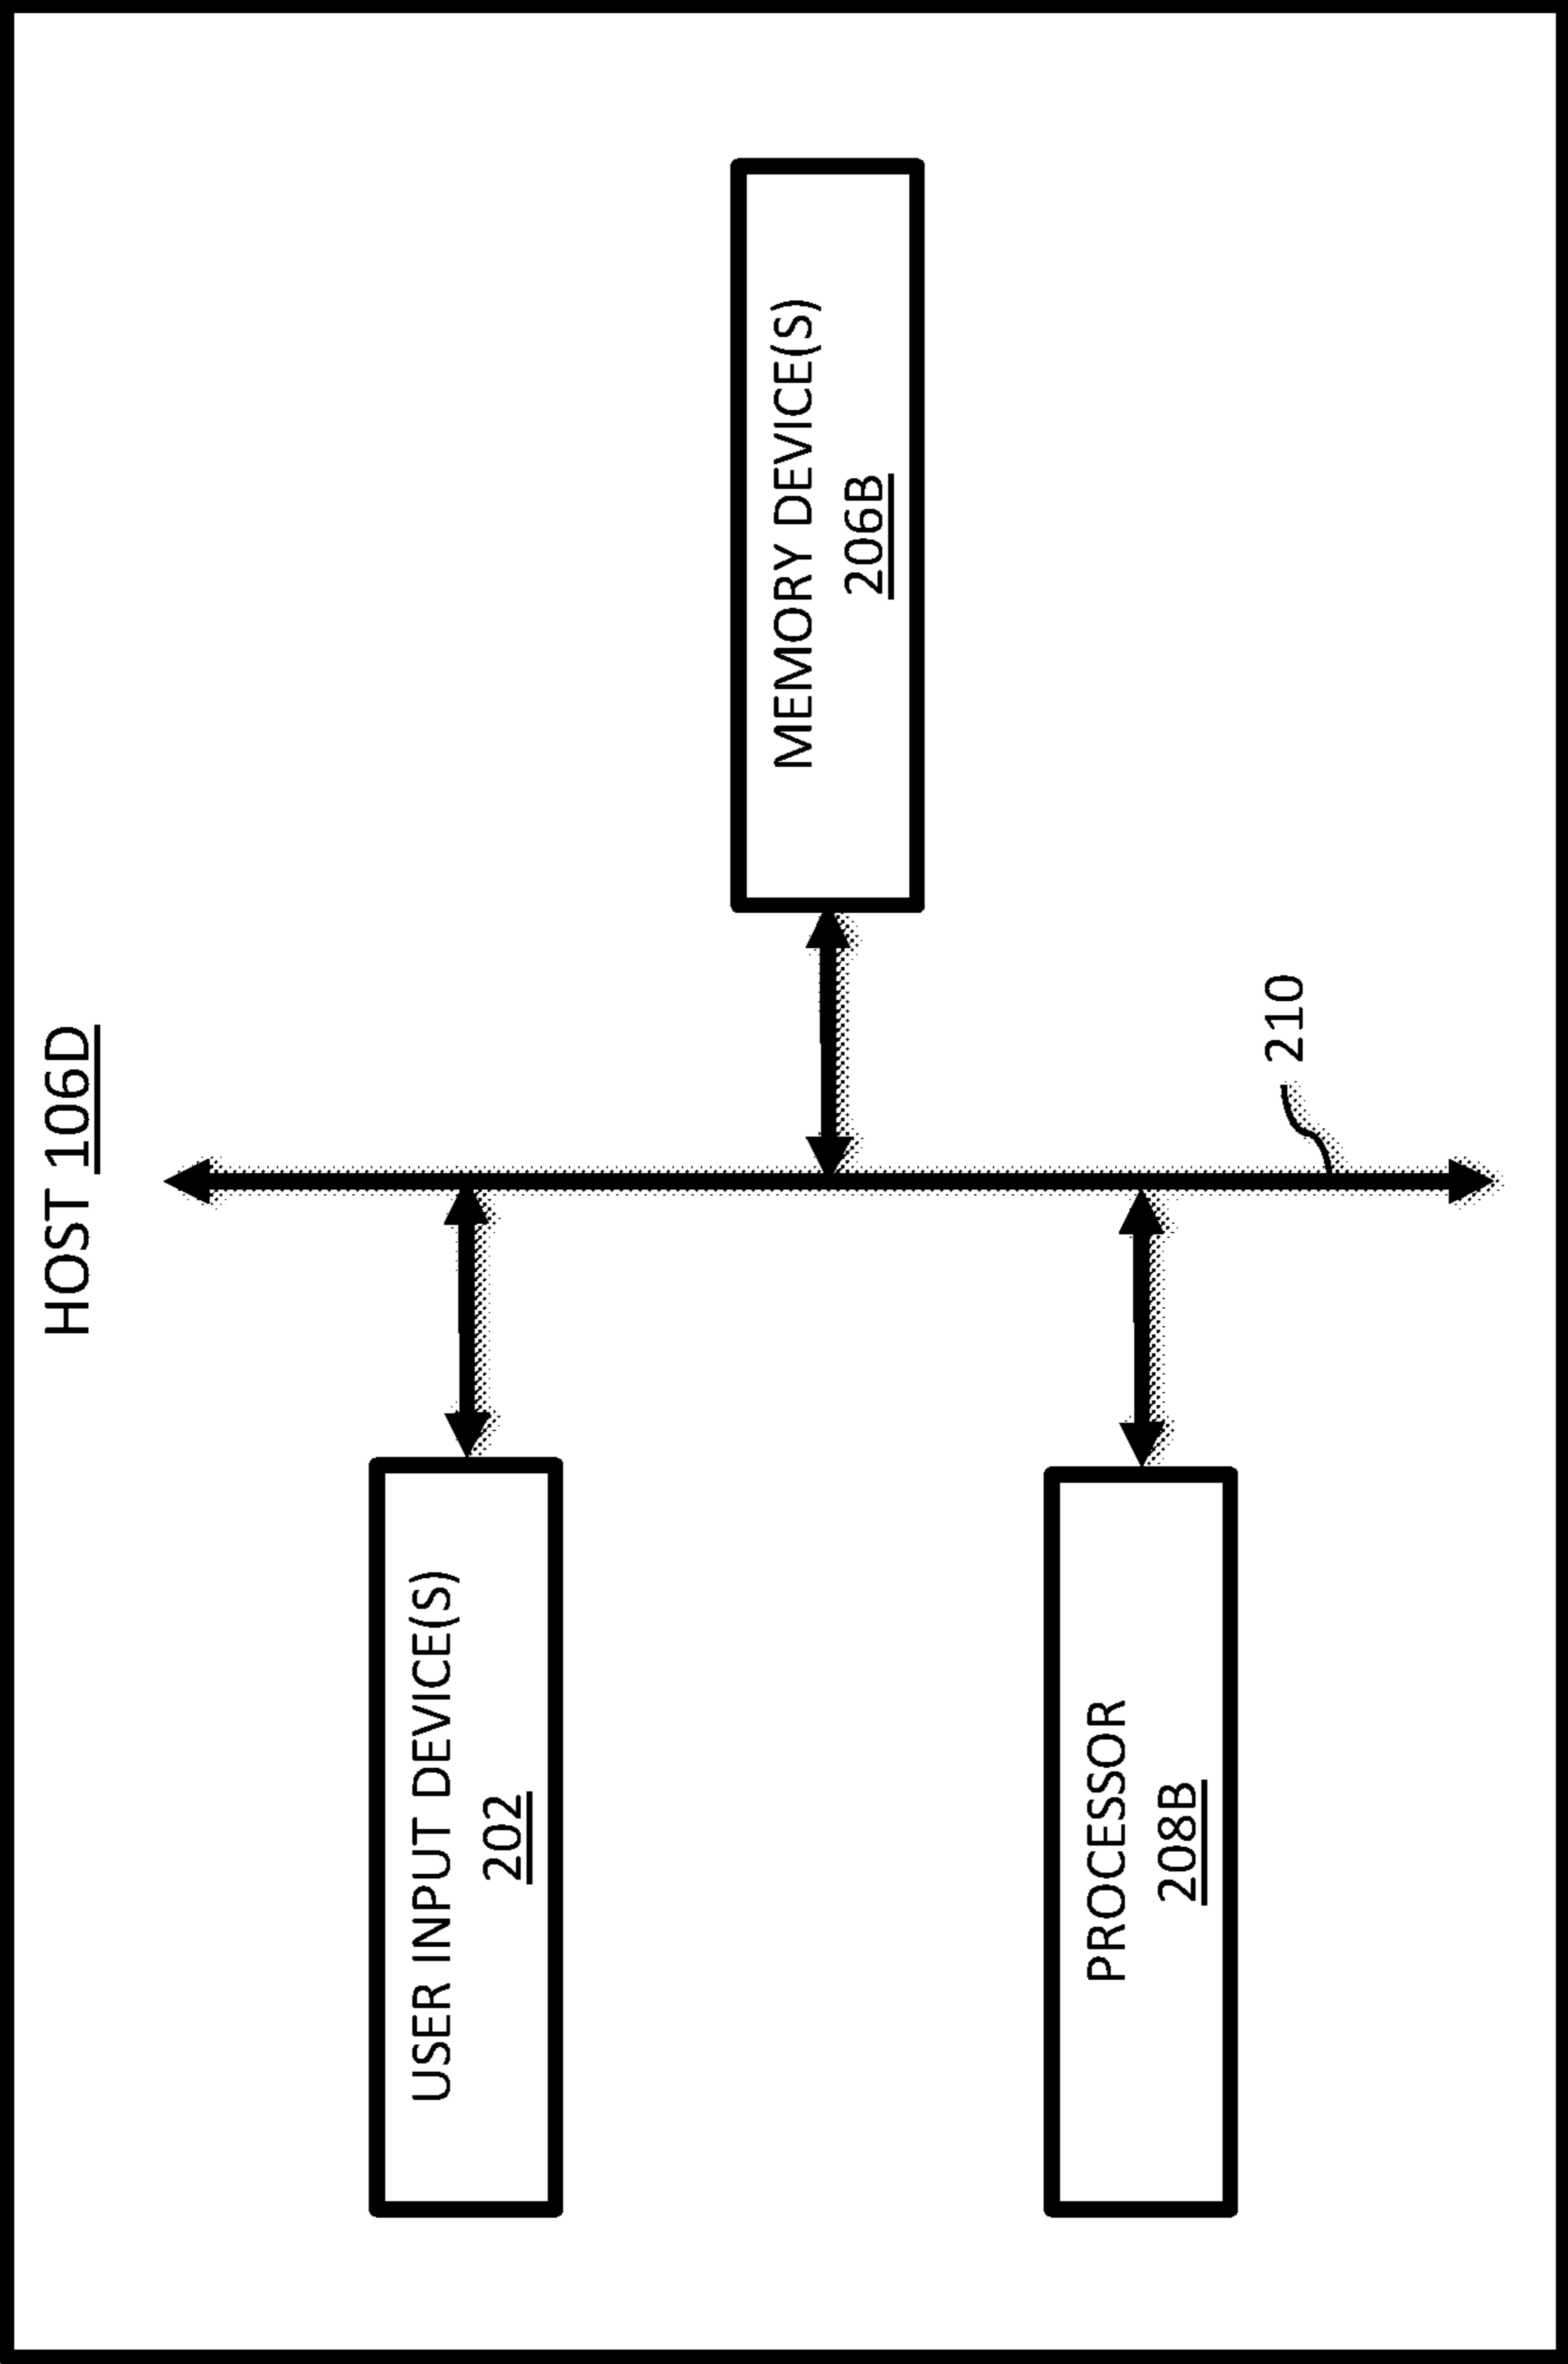 HOST 106D
USER INPUT DEVICE(S)
202
MEMORY DEVICE(S)
206B
PROCESSOR
208B
210